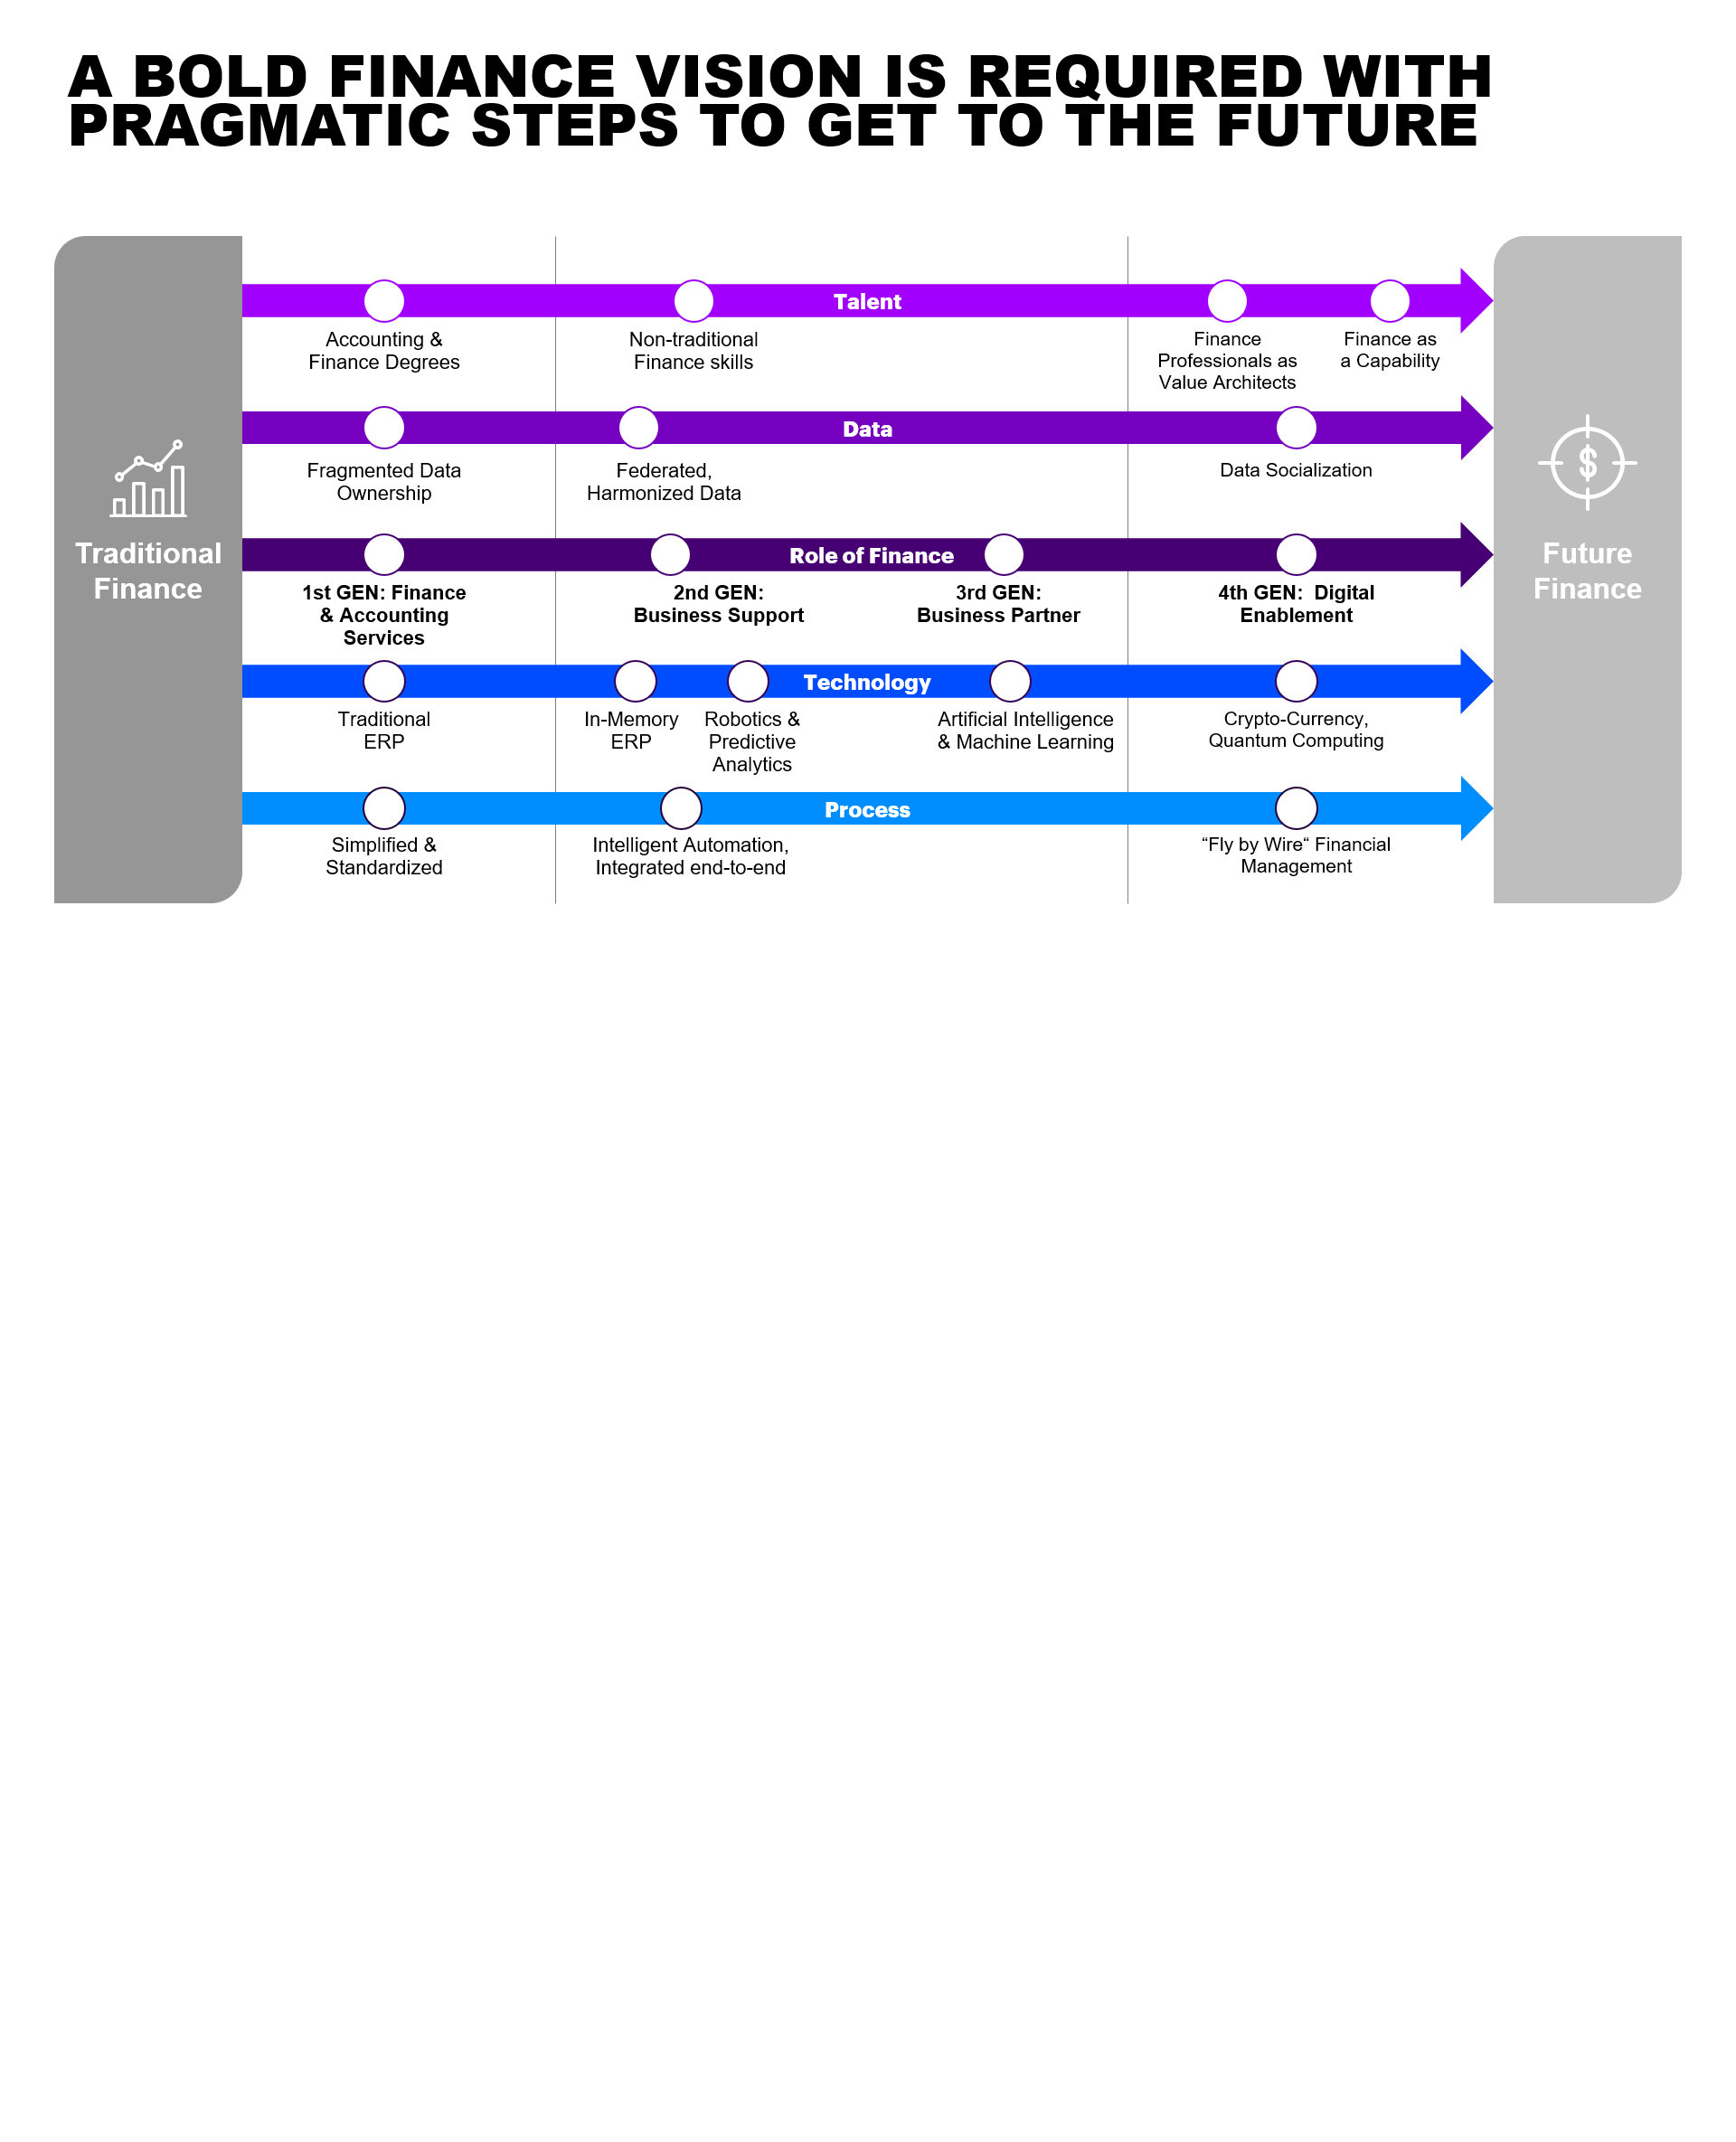 A BOLD FINANCE VISION IS REQUIRED WITH
PRAGMATIC STEPS TO GET TO THE FUTURE
Traditional
Finance
Talent
Accounting &
Finance Degrees
Non-traditional
Finance skills
Finance
Professionals as
Value Architects
Finance as
a Capability
Data
Fragmented Data
Ownership
Federated,
Harmonized Data
Data Socialization
Role of Finance
1st GEN: Finance
& Accounting
Services
2nd GEN:
Business Support
3rd GEN:
Business Partner
4th GEN:  Digital
Enablement
Technology
Traditional
ERP
In-Memory
ERP
Robotics &
Predictive
Analytics
Artificial Intelligence
& Machine Learning
Crypto-Currency,
Quantum Computing
Process
Simplified &
Standardized
Intelligent Automation,
Integrated end-to-end
“Fly by Wire“ Financial
Management
$
Future
Finance